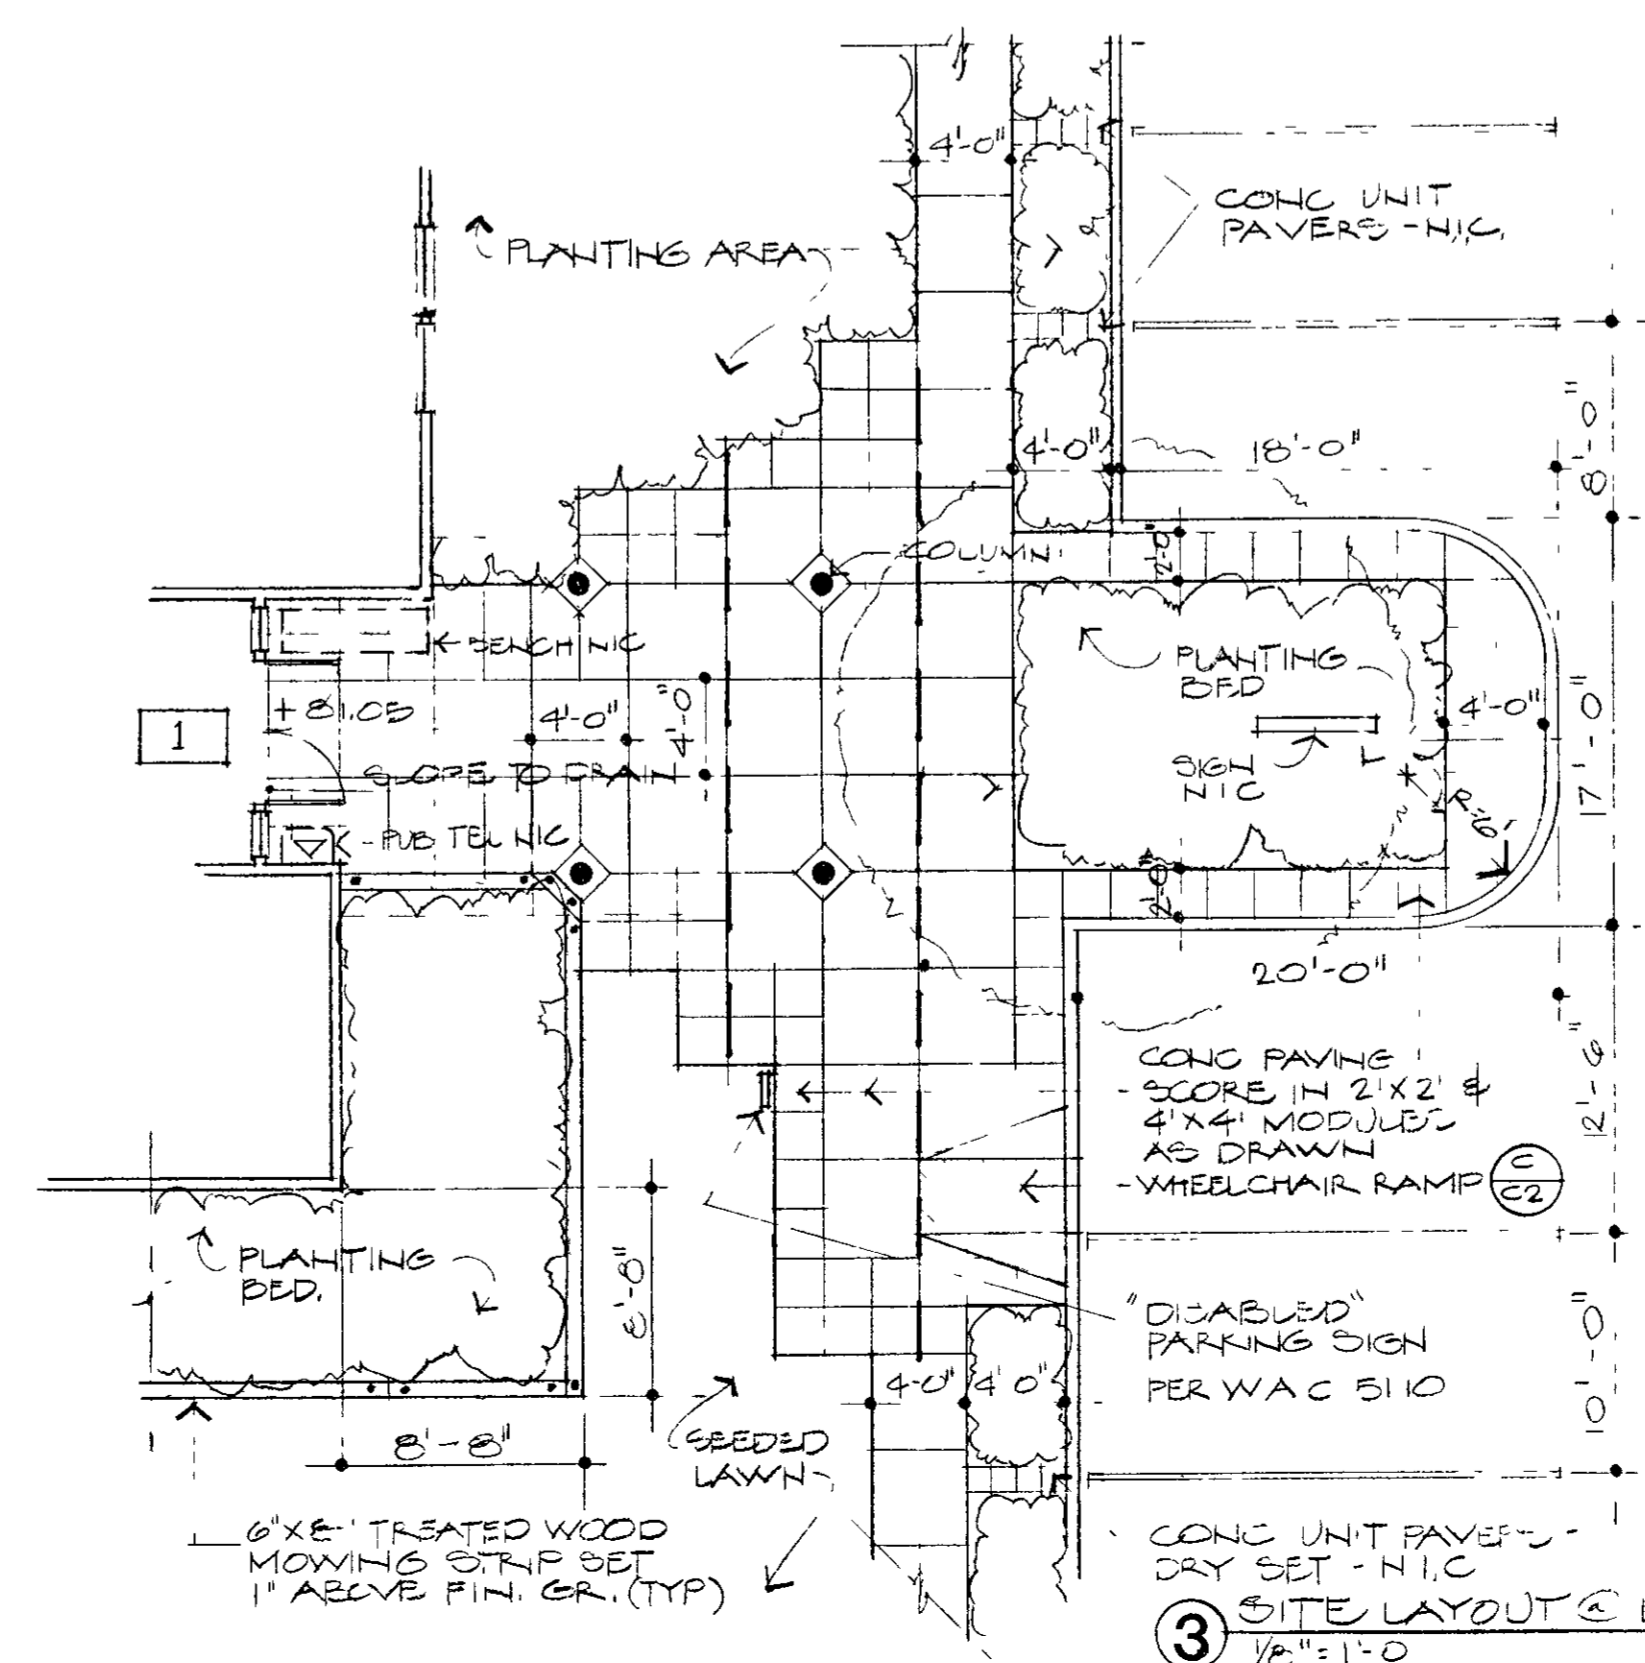 4'-0"
CONC UNIT
PAVERS - N.I.C.
PLANTING AREA
8'-0"
4'-0"
18'-0"
COLUMN
2'-0"
BENCH NIC
PLANTING
BED
+ 81.05
4'-0"
4'-0"
4'-0"
17'-0"
1
SLOPE TO DRAIN
SIGN
NIC
R=6'
- PUB TEL NIC
2'-0"
20'-0"
CONC PAVING
- SCORE IN 2'X2' &
4'X4' MODULES
AS DRAWN
- WHEELCHAIR RAMP
C
C2
12'-6"
PLANTING
BED.
"DISABLED"
PARKING SIGN
PER WAC 5110
4-0"
4'0"
10'-0"
8'-8"
SEEDED
LAWN
6"X TREATED WOOD
MOWING STRIP SET
1" ABOVE FIN. GR. (TYP)
CONC UNIT PAVERS -
DRY SET - N.I.C
3
SITE LAYOUT @
1/8" = 1'-0